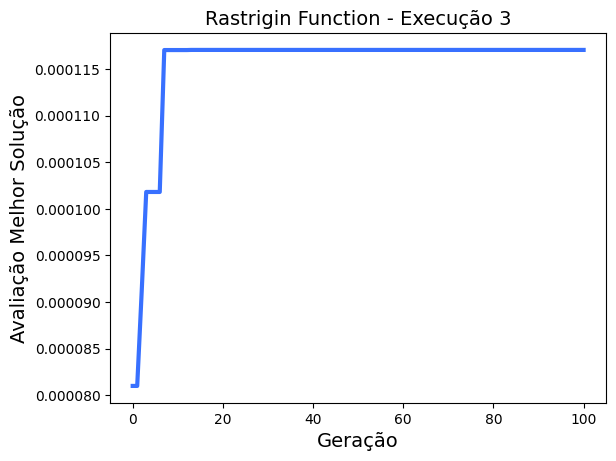 Rastrigin Function - Execução 3
Avaliação Melhor Solução
0.000115
0.000110
0.000105
0.000100
0.000095
0.000090
0.000085
0.000080
0 20 40 60 80 100
Geração